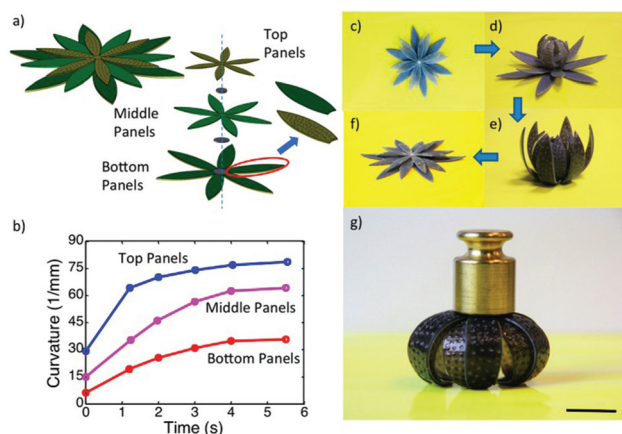 a)
Top
Panels
Middle
Panels
Bottom
Panels
b)
Curvature (1/mm)
90
75
60
45
30
15
0
Top Panels
Middle Panels
Bottom Panels
0 1 2 3 4 5 6
Time (s)
c)
d)
f)
e)
g)